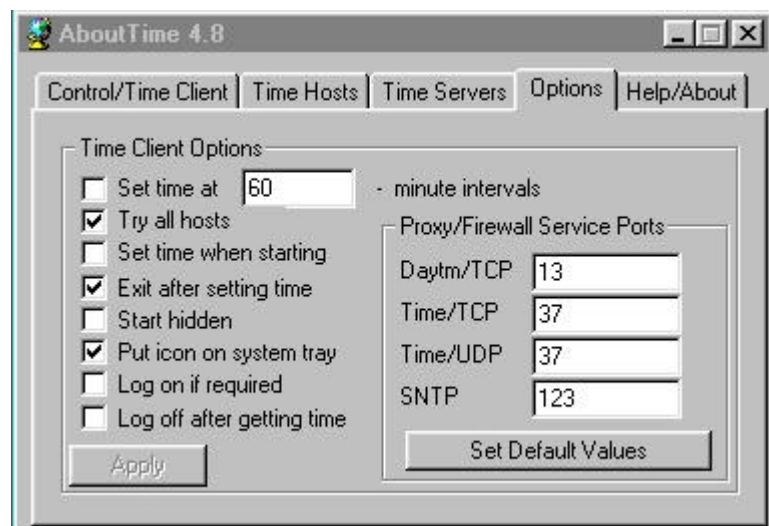 AboutTime 4.8
Control/Time Client Time Hosts Time Servers Options Help/About
Time Client Options
Set time at 60 - minute intervals
Try all hosts
Set time when starting
Exit after setting time
Start hidden
Put icon on system tray
Log on if required
Log off after getting time
Apply
Proxy/Firewall Service Ports
Daytm/TCP 13
Time/TCP 37
Time/UDP 37
SNTP 123
Set Default Values